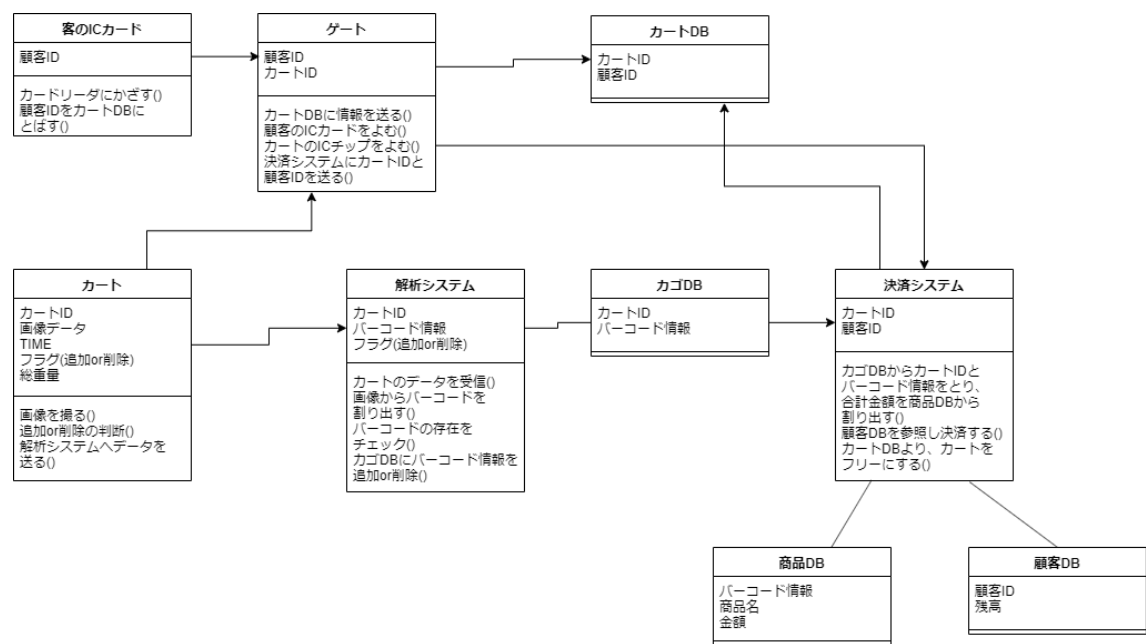 客のICカード
顧客ID
カードリーダにかざす()
顧客IDをカートDBに
とばす()
ゲート
顧客ID
カートID
カートDBに情報を送る()
顧客のICカードをよむ()
カートのICチップをよむ()
決済システムにカートIDと
顧客IDを送る()
カートDB
カートID
顧客ID
カート
カートID
画像データ
TIME
フラグ(追加or削除)
総重量
画像を撮る()
追加or削除の判断()
解析システムへデータを
送る()
解析システム
カートID
バーコード情報
フラグ(追加or削除)
カートのデータを受信()
画像からバーコードを
割り出す()
バーコードの存在を
チェック()
カゴDBにバーコード情報を
追加or削除()
カゴDB
カートID
バーコード情報
決済システム
カートID
顧客ID
カゴDBからカートIDと
バーコード情報をとり、
合計金額を商品DBから
割り出す()
顧客DBを参照し決済する()
カートDBより、カートを
フリーにする()
商品DB
バーコード情報
商品名
金額
顧客DB
顧客ID
残高